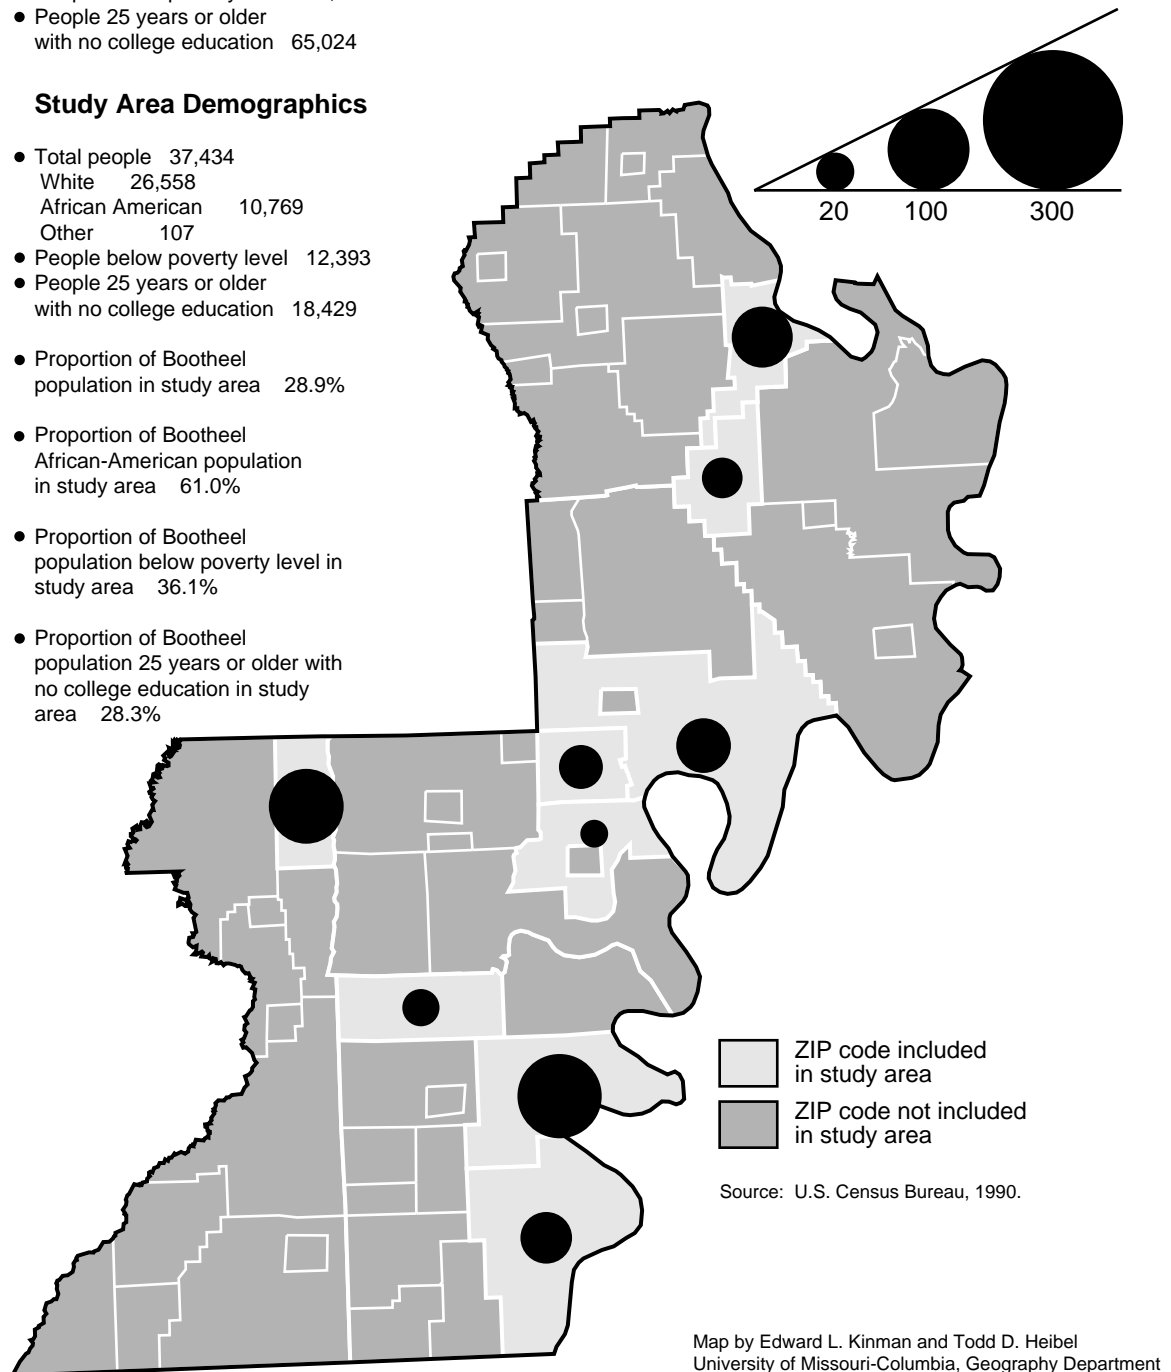 • People 25 years or older
with no college education 65,024
Study Area Demographics
• Total people 37,434
White 26,558
African American 10,769
Other 107
• People below poverty level 12,393
• People 25 years or older
with no college education 18,429
• Proportion of Bootheel
population in study area 28.9%
• Proportion of Bootheel
African-American population
in study area 61.0%
• Proportion of Bootheel
population below poverty level in
study area 36.1%
• Proportion of Bootheel
population 25 years or older with
no college education in study
area 28.3%
20 100 300
ZIP code included
in study area
ZIP code not included
in study area
Source: U.S. Census Bureau, 1990.
Map by Edward L. Kinman and Todd D. Heibel
University of Missouri-Columbia, Geography Department